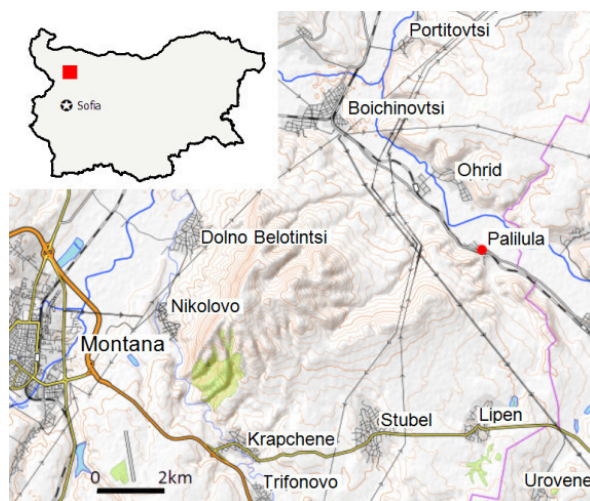 Sofia
Portitovtsi
Boichinovtsi
Ohrid
Palilula
Dolno Belotintsi
Nikolovo
Montana
Stubel
Lipen
Krapchene
Trifonovo
Urovene
0 2km